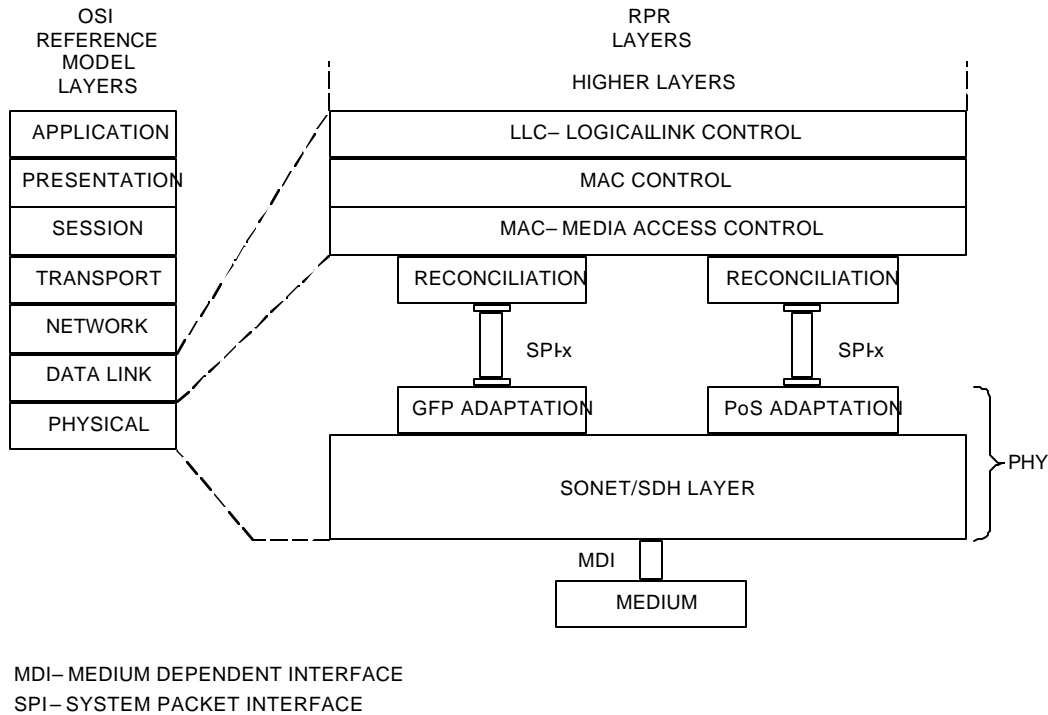 OSI
REFERENCE
MODEL
LAYERS
RPR
LAYERS
HIGHER LAYERS
APPLICATION
PRESENTATION
SESSION
TRANSPORT
NETWORK
DATA LINK
PHYSICAL
LLC– LOGICAL LINK CONTROL
MAC CONTROL
MAC– MEDIA ACCESS CONTROL
RECONCILIATION
RECONCILIATION
SPI-x
SPI-x
GFP ADAPTATION
PoS ADAPTATION
PHY
SONET/SDH LAYER
MDI
MEDIUM
MDI– MEDIUM DEPENDENT INTERFACE
SPI– SYSTEM PACKET INTERFACE